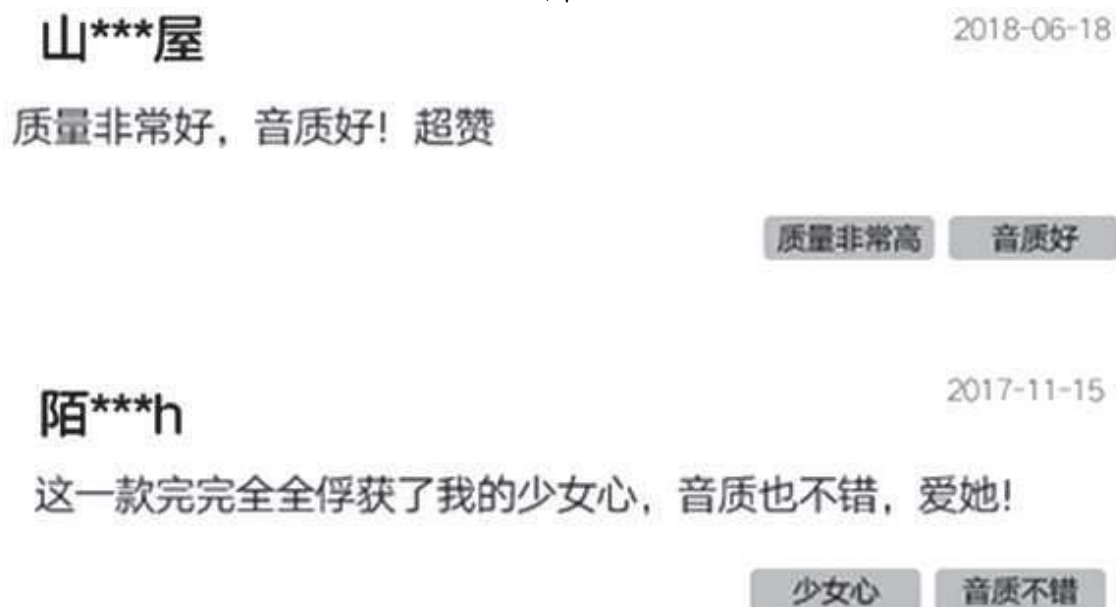 山***屋
2018-06-18
质量非常好，音质好！超赞
质量非常高 音质好
陌***h
2017-11-15
这一款完完全全俘获了我的少女心，音质也不错，爱她！
少女心 音质不错